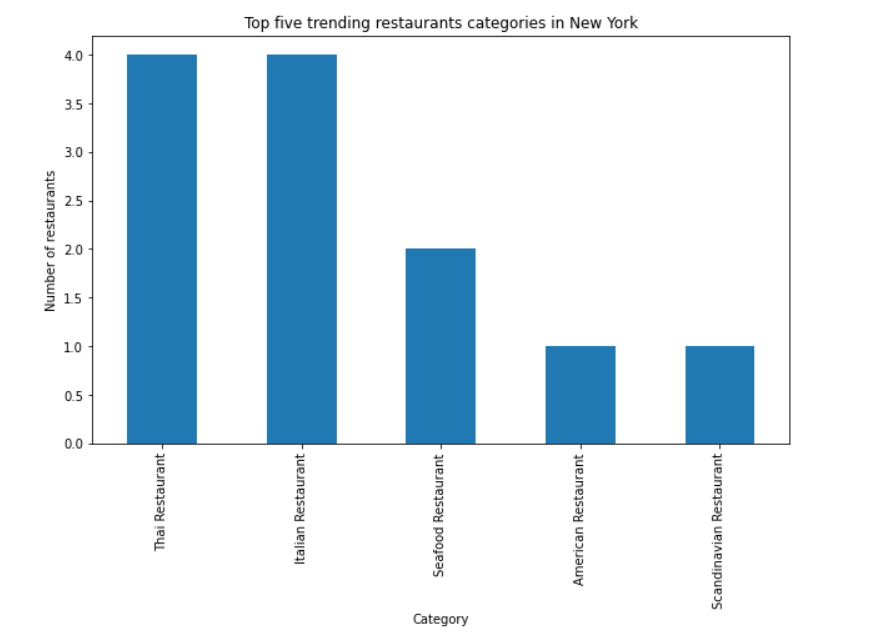 Top five trending restaurants categories in New York
Number of restaurants
4.0
3.5
3.0
2.5
2.0
1.5
1.0
0.5
0.0
Thai Restaurant
Italian Restaurant
Seafood Restaurant
American Restaurant
Scandinavian Restaurant
Category